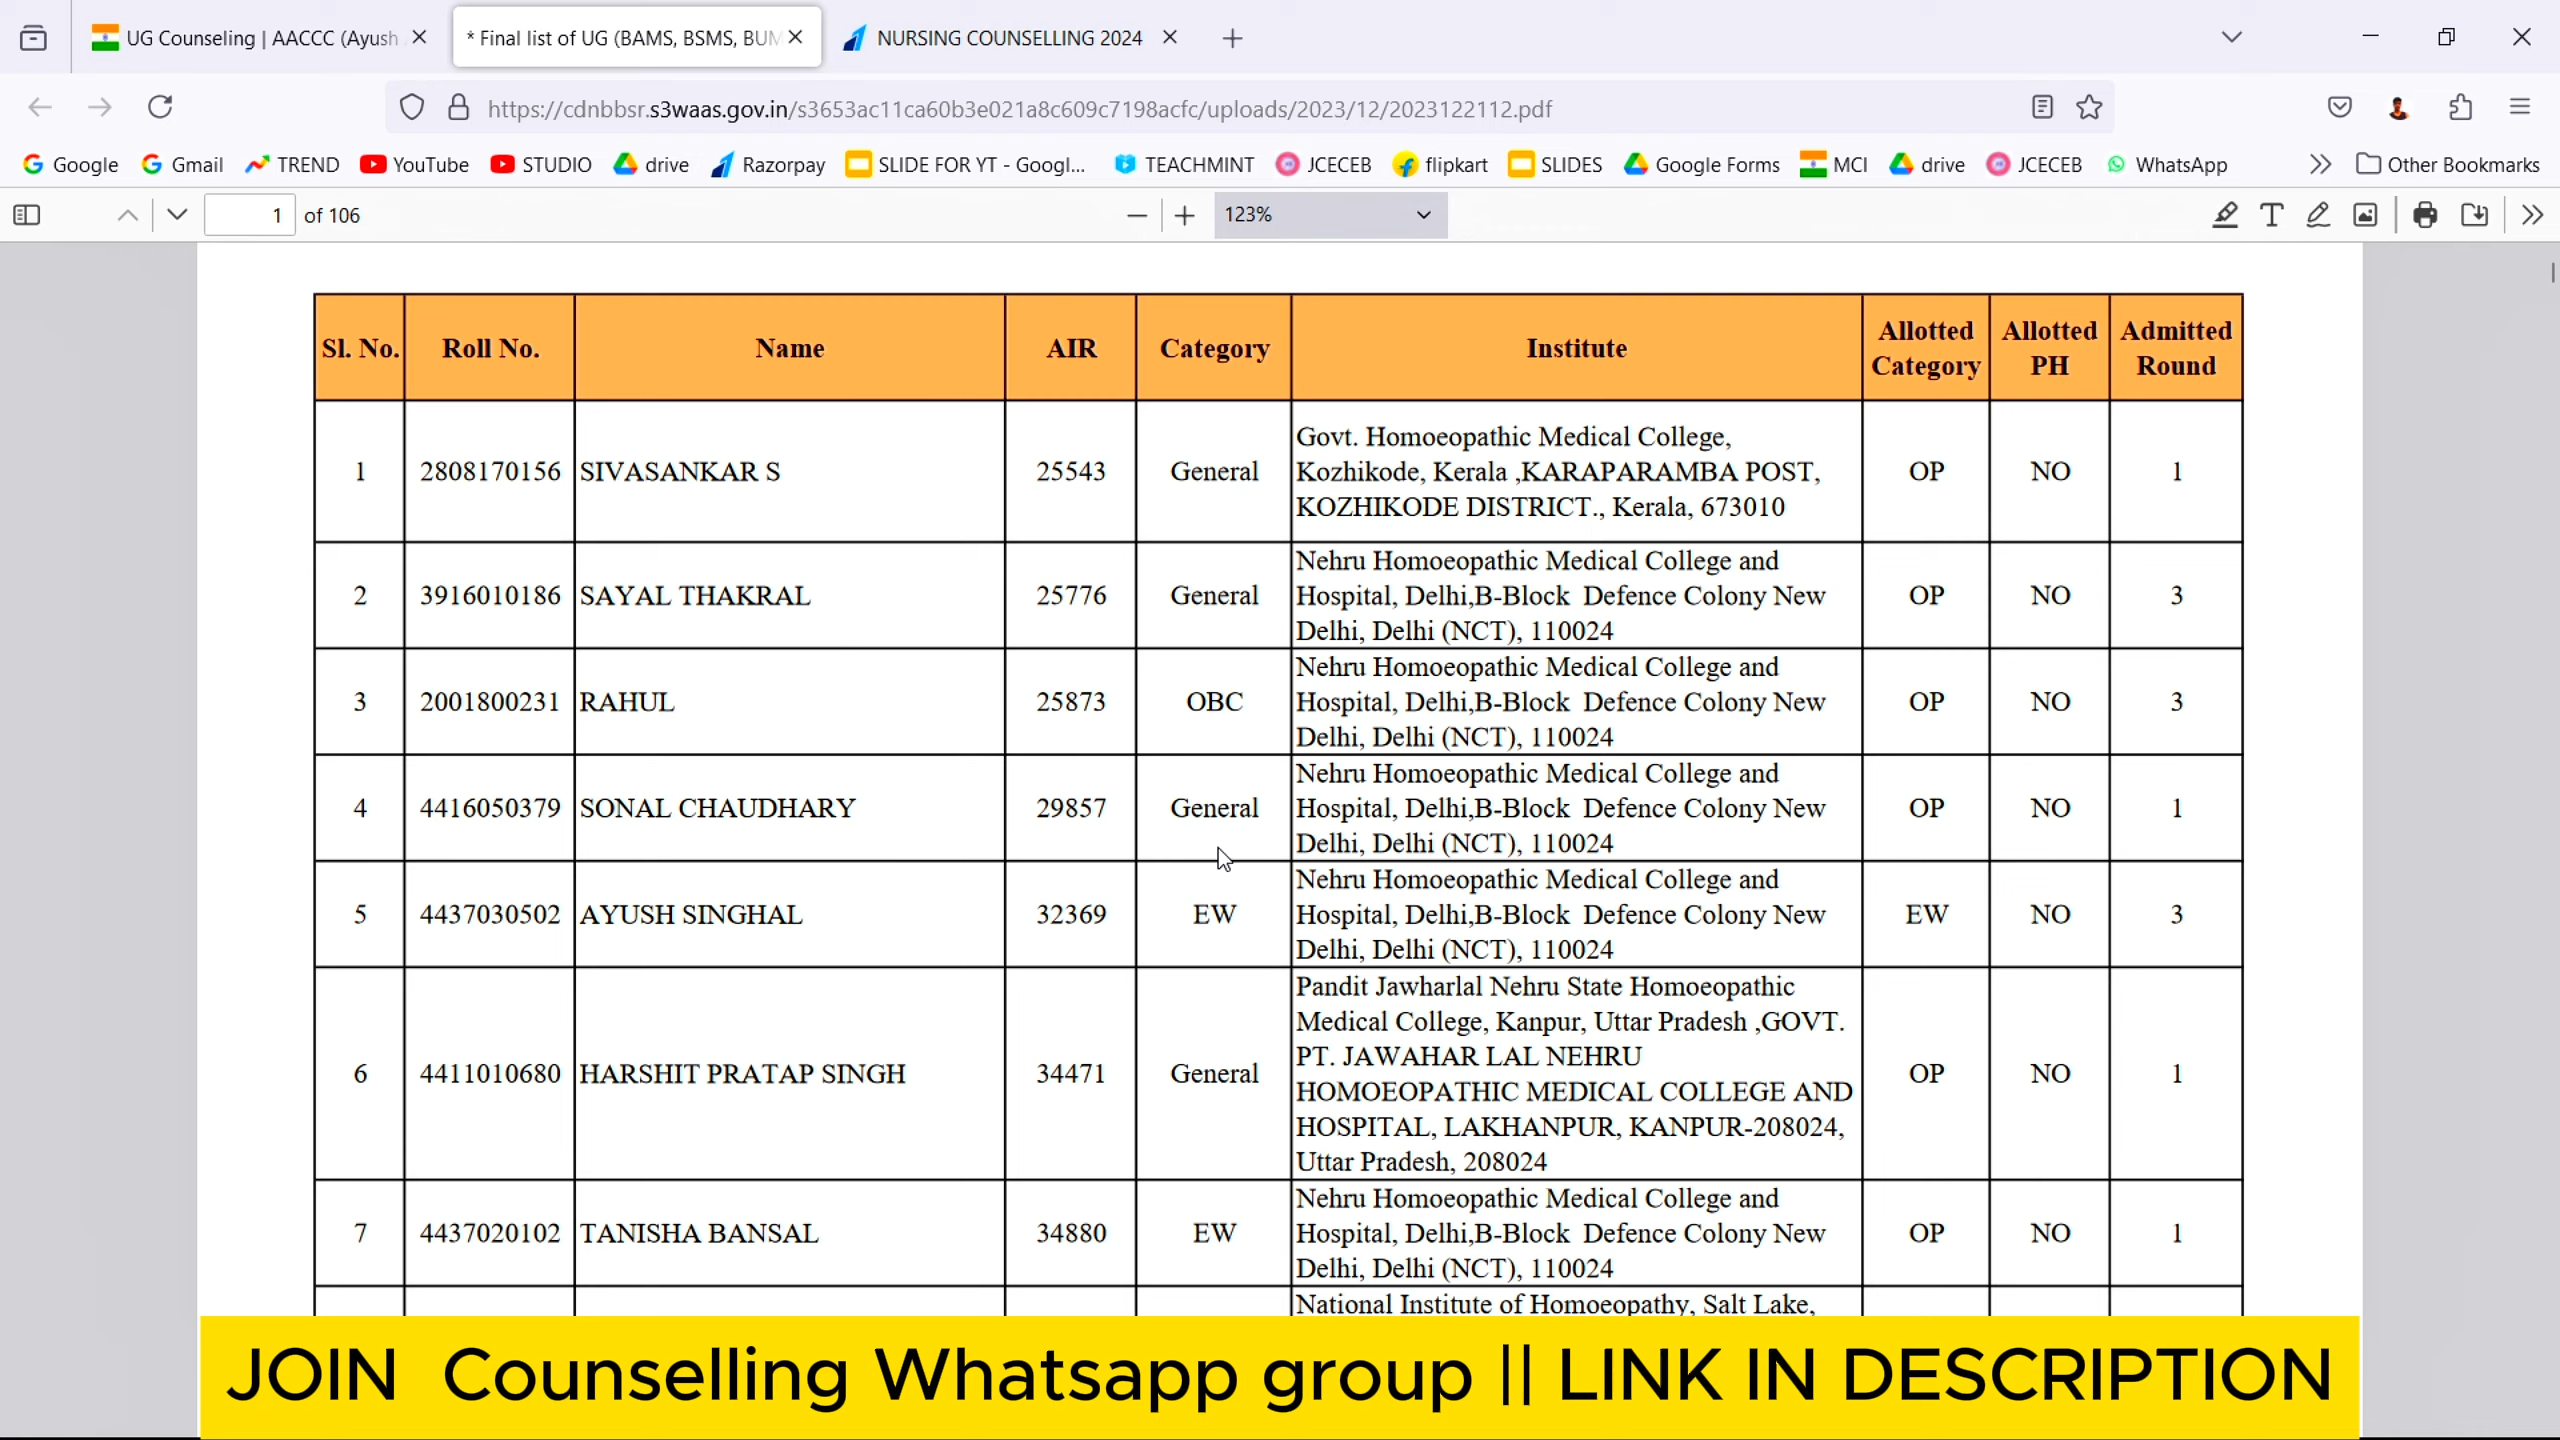 UG Counseling | AACCC (Ayush
* Final list of UG (BAMS, BSMS, BUM
NURSING COUNSELLING 2024
https://cdnbbsr.s3waas.gov.in/s3653ac11ca60b3e021a8c609c7198acfc/uploads/2023/12/2023122112.pdf
Google Gmail TREND YouTube STUDIO drive Razorpay SLIDE FOR YT - Googl... TEACHMINT JCECEB flipkart SLIDES Google Forms MCI drive JCECEB WhatsApp Other Bookmarks
1 of 106 123%
Sl. No. Roll No. Name AIR Category Institute Allotted Category Allotted PH Admitted Round
1 2808170156 SIVASANKAR S 25543 General
Govt. Homoeopathic Medical College,
Kozhikode, Kerala ,KARAPARAMBA POST,
KOZHIKODE DISTRICT., Kerala, 673010
OP NO 1
2 3916010186 SAYAL THAKRAL 25776 General
Nehru Homoeopathic Medical College and
Hospital, Delhi,B-Block Defence Colony New
Delhi, Delhi (NCT), 110024
OP NO 3
3 2001800231 RAHUL 25873 OBC
Nehru Homoeopathic Medical College and
Hospital, Delhi,B-Block Defence Colony New
Delhi, Delhi (NCT), 110024
OP NO 3
4 4416050379 SONAL CHAUDHARY 29857 General
Nehru Homoeopathic Medical College and
Hospital, Delhi,B-Block Defence Colony New
Delhi, Delhi (NCT), 110024
OP NO 1
5 4437030502 AYUSH SINGHAL 32369 EW
Nehru Homoeopathic Medical College and
Hospital, Delhi,B-Block Defence Colony New
Delhi, Delhi (NCT), 110024
EW NO 3
6 4411010680 HARSHIT PRATAP SINGH 34471 General
Pandit Jawharlal Nehru State Homoeopathic
Medical College, Kanpur, Uttar Pradesh ,GOVT.
PT. JAWAHAR LAL NEHRU
HOMOEOPATHIC MEDICAL COLLEGE AND
HOSPITAL, LAKHANPUR, KANPUR-208024,
Uttar Pradesh, 208024
OP NO 1
7 4437020102 TANISHA BANSAL 34880 EW
Nehru Homoeopathic Medical College and
Hospital, Delhi,B-Block Defence Colony New
Delhi, Delhi (NCT), 110024
OP NO 1
National Institute of Homoeopathy, Salt Lake,
JOIN Counselling Whatsapp group || LINK IN DESCRIPTION